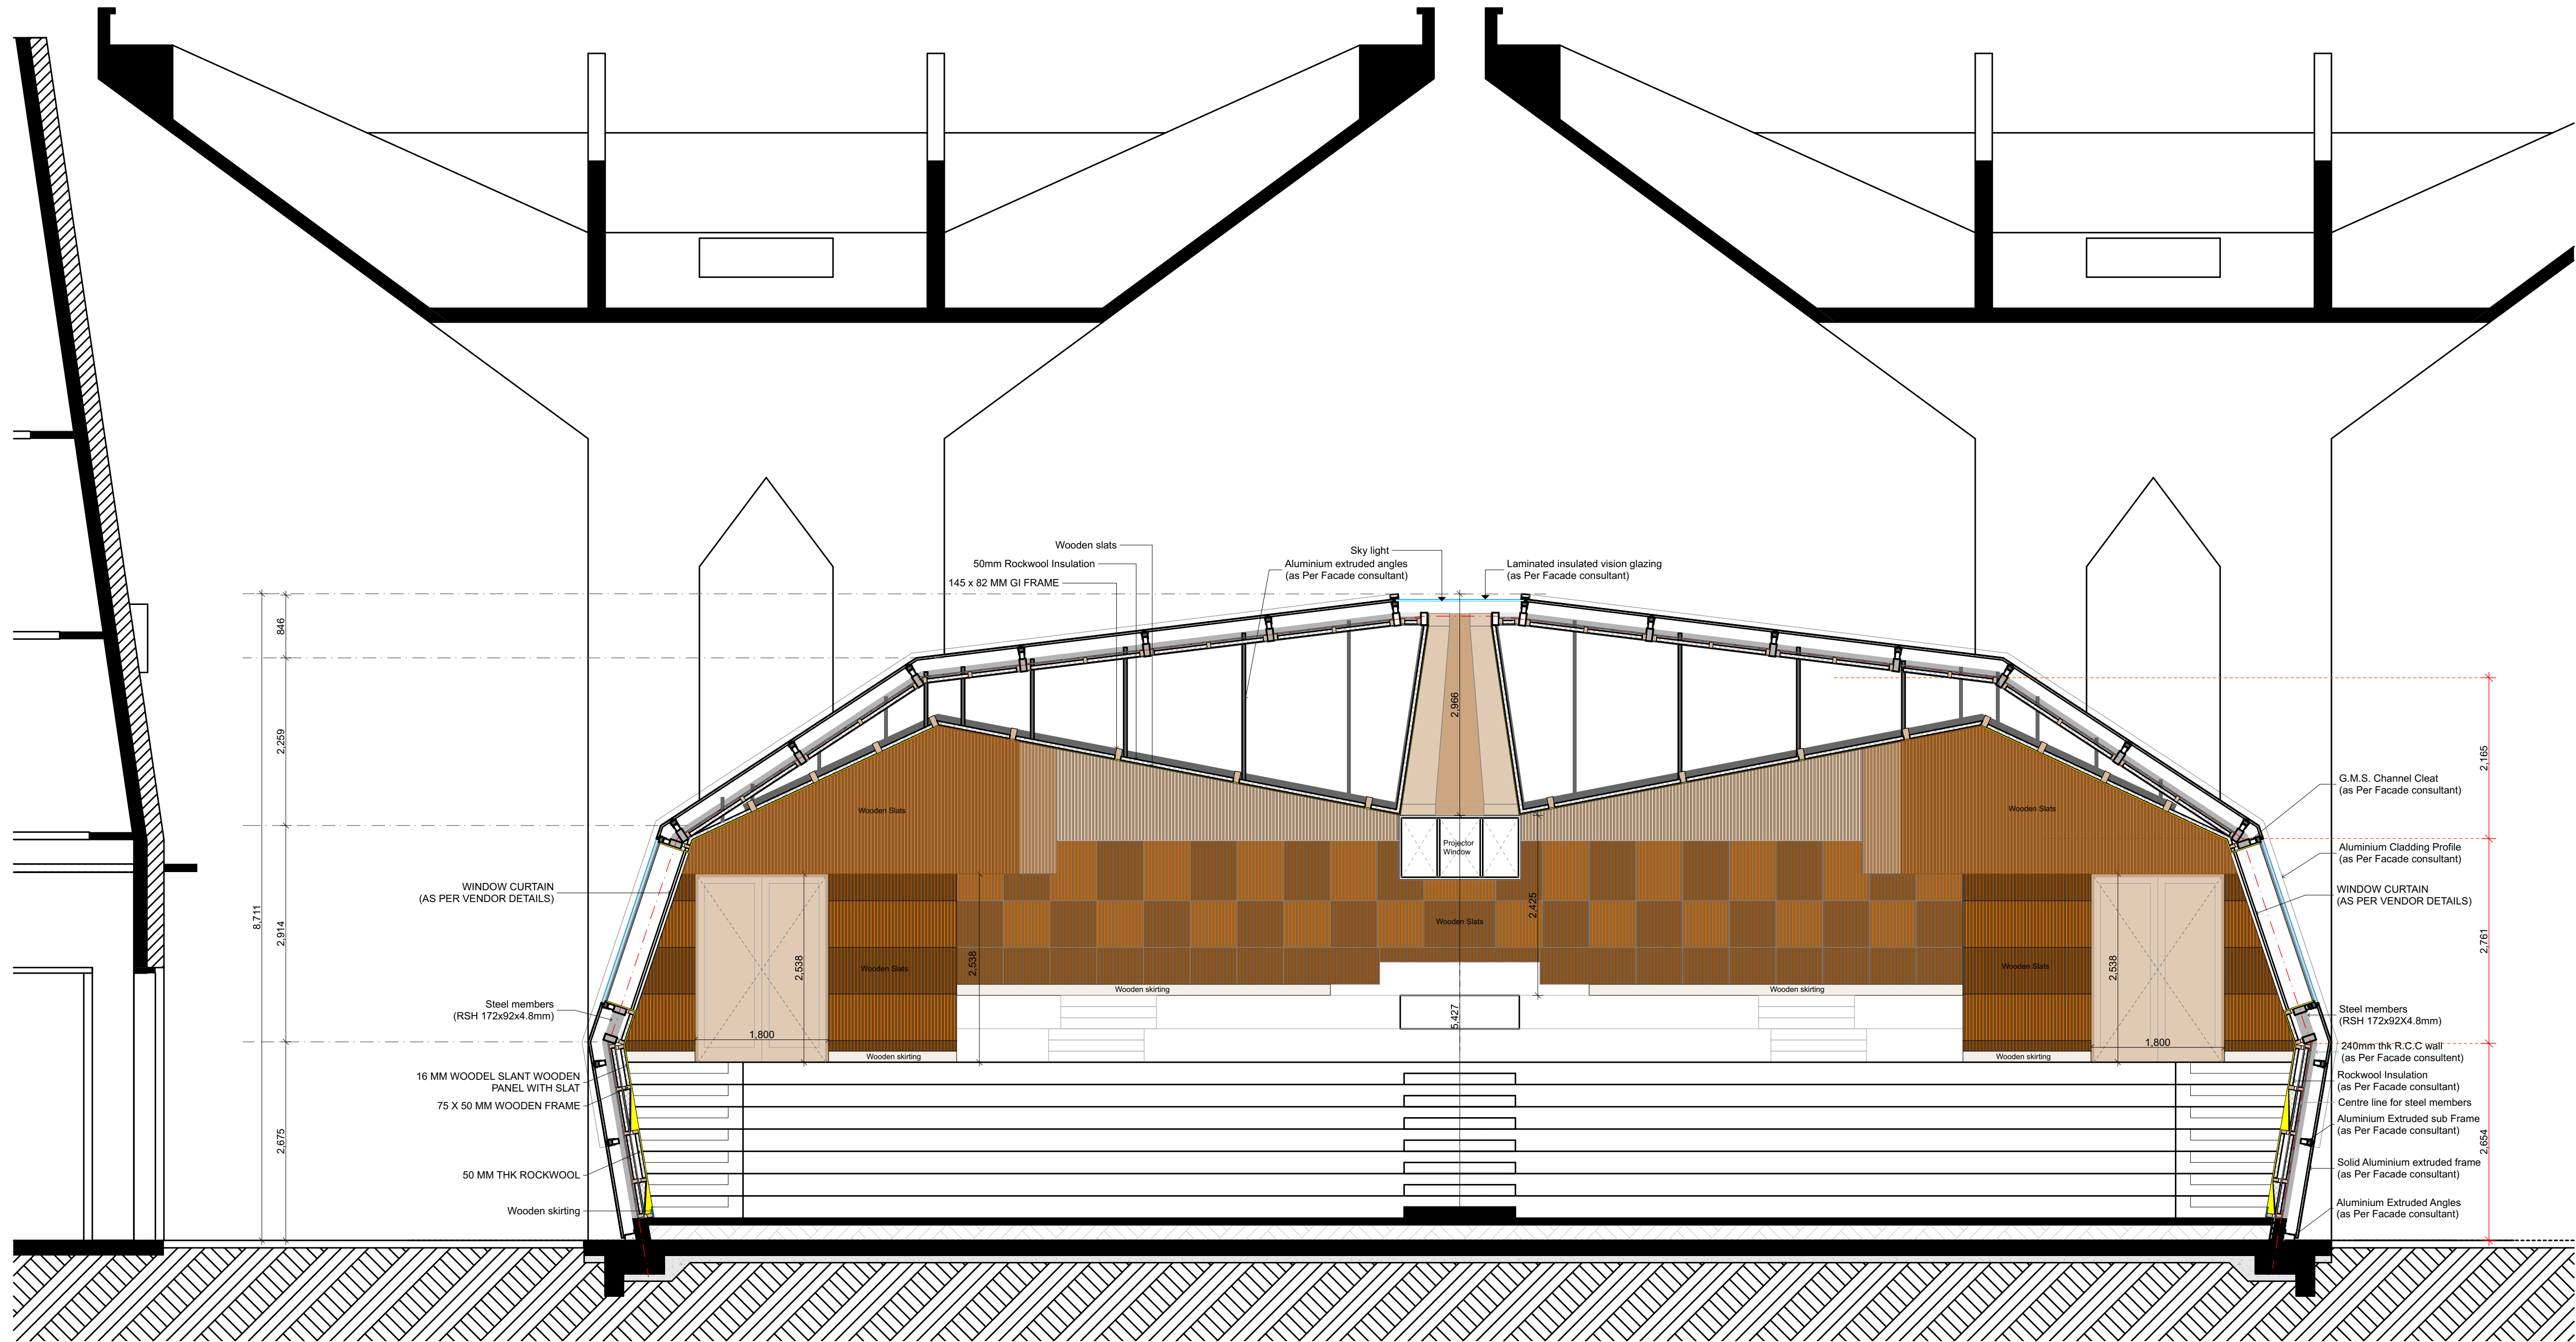 Wooden slats
50mm Rockwool Insulation
145 x 82 MM GI FRAME
Sky light
Aluminium extruded angles
(as Per Facade consultant)
Laminated insulated vision glazing
(as Per Facade consultant)
846
2,259
8,711
2,914
2,675
2,966
2,165
2,761
2,654
G.M.S. Channel Cleat
(as Per Facade consultant)
Aluminium Cladding Profile
(as Per Facade consultant)
WINDOW CURTAIN
(AS PER VENDOR DETAILS)
WINDOW CURTAIN
(AS PER VENDOR DETAILS)
Wooden Slats
Wooden Slats
Projector
Window
Wooden Slats
2,425
Wooden Slats
Wooden Slats
2,538
2,538
2,538
Wooden skirting
Wooden skirting
5,427
1,800
1,800
Wooden skirting
Wooden skirting
Steel members
(RSH 172x92x4.8mm)
16 MM WOODEL SLANT WOODEN
PANEL WITH SLAT
75 X 50 MM WOODEN FRAME
50 MM THK ROCKWOOL
Wooden skirting
Steel members
(RSH 172x92X4.8mm)
240mm thk R.C.C wall
(as Per Facade consultent)
Rockwool Insulation
(as Per Facade consultant)
Centre line for steel members
Aluminium Extruded sub Frame
(as Per Facade consultant)
Solid Aluminium extruded frame
(as Per Facade consultant)
Aluminium Extruded Angles
(as Per Facade consultant)